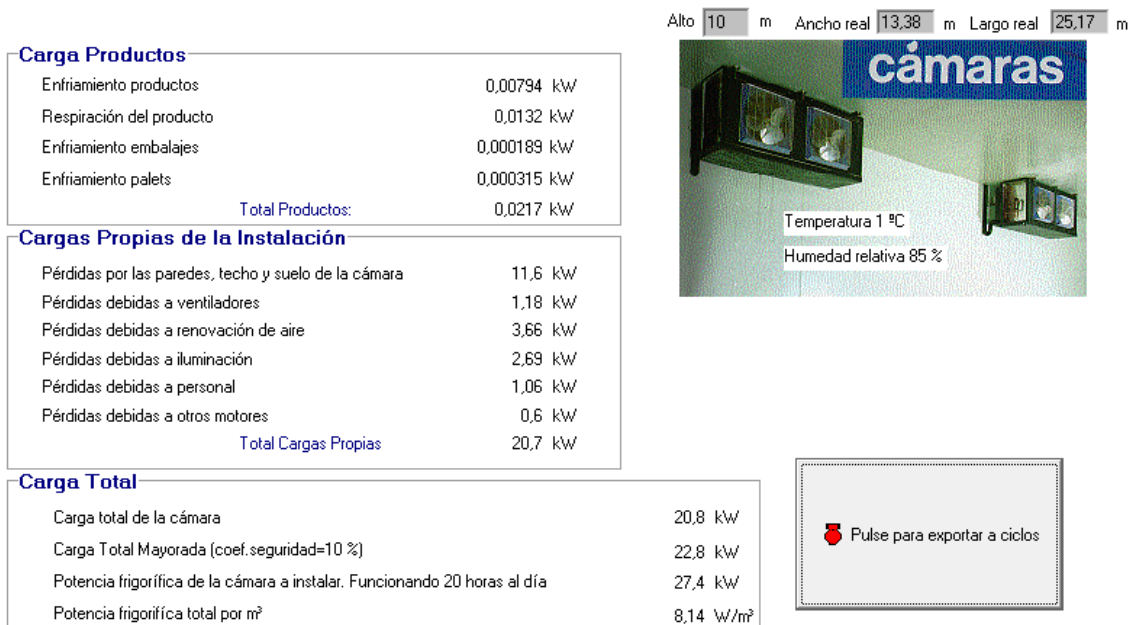 Alto 10 m Ancho real 13,38 m Largo real 25,17 m
cámaras
Temperatura 1 ºC
Humedad relativa 85 %
Carga Productos
Enfriamiento productos 0,00794 kW
Respiración del producto 0,0132 kW
Enfriamiento embalajes 0,000189 kW
Enfriamiento palets 0,000315 kW
Total Productos: 0,0217 kW
Cargas Propias de la Instalación
Pérdidas por las paredes, techo y suelo de la cámara 11,6 kW
Pérdidas debidas a ventiladores 1,18 kW
Pérdidas debidas a renovación de aire 3,66 kW
Pérdidas debidas a iluminación 2,69 kW
Pérdidas debidas a personal 1,06 kW
Pérdidas debidas a otros motores 0,6 kW
Total Cargas Propias 20,7 kW
Carga Total
Carga total de la cámara 20,8 kW
Carga Total Mayorada (coef.seguridad=10 %) 22,8 kW
Potencia frigorífica de la cámara a instalar. Funcionando 20 horas al día 27,4 kW
Potencia frigorifíca total por m³ 8,14 W/m³
Pulse para exportar a ciclos